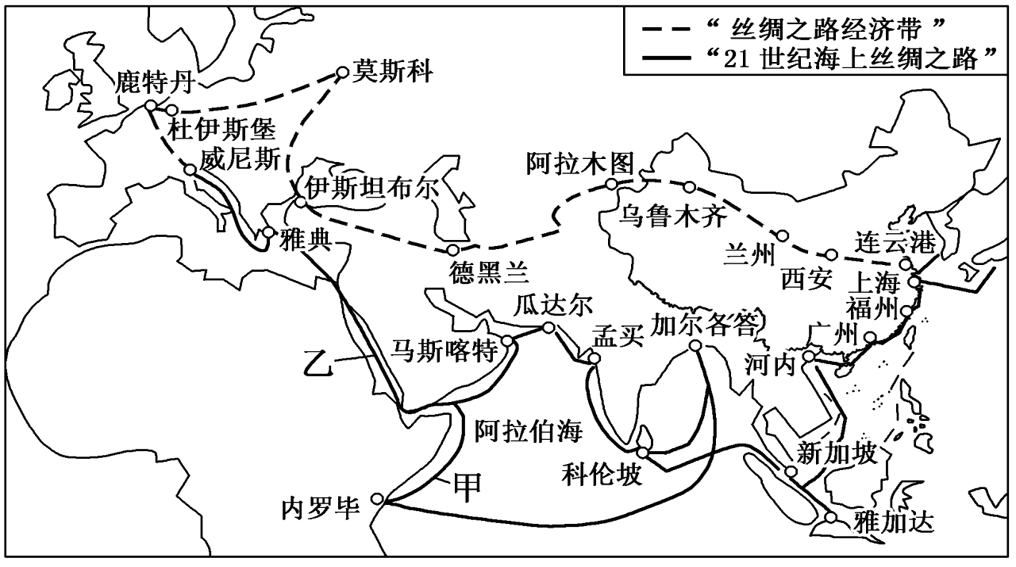 “丝绸之路经济带”
“21世纪海上丝绸之路”
莫斯科
鹿特丹
杜伊斯堡
威尼斯
伊斯坦布尔
阿拉木图
乌鲁木齐
雅典
德黑兰
兰州
西安
连云港
上海
福州
广州
瓜达尔
孟买
加尔各答
河内
马斯喀特
乙
阿拉伯海
科伦坡
新加坡
甲
内罗毕
雅加达